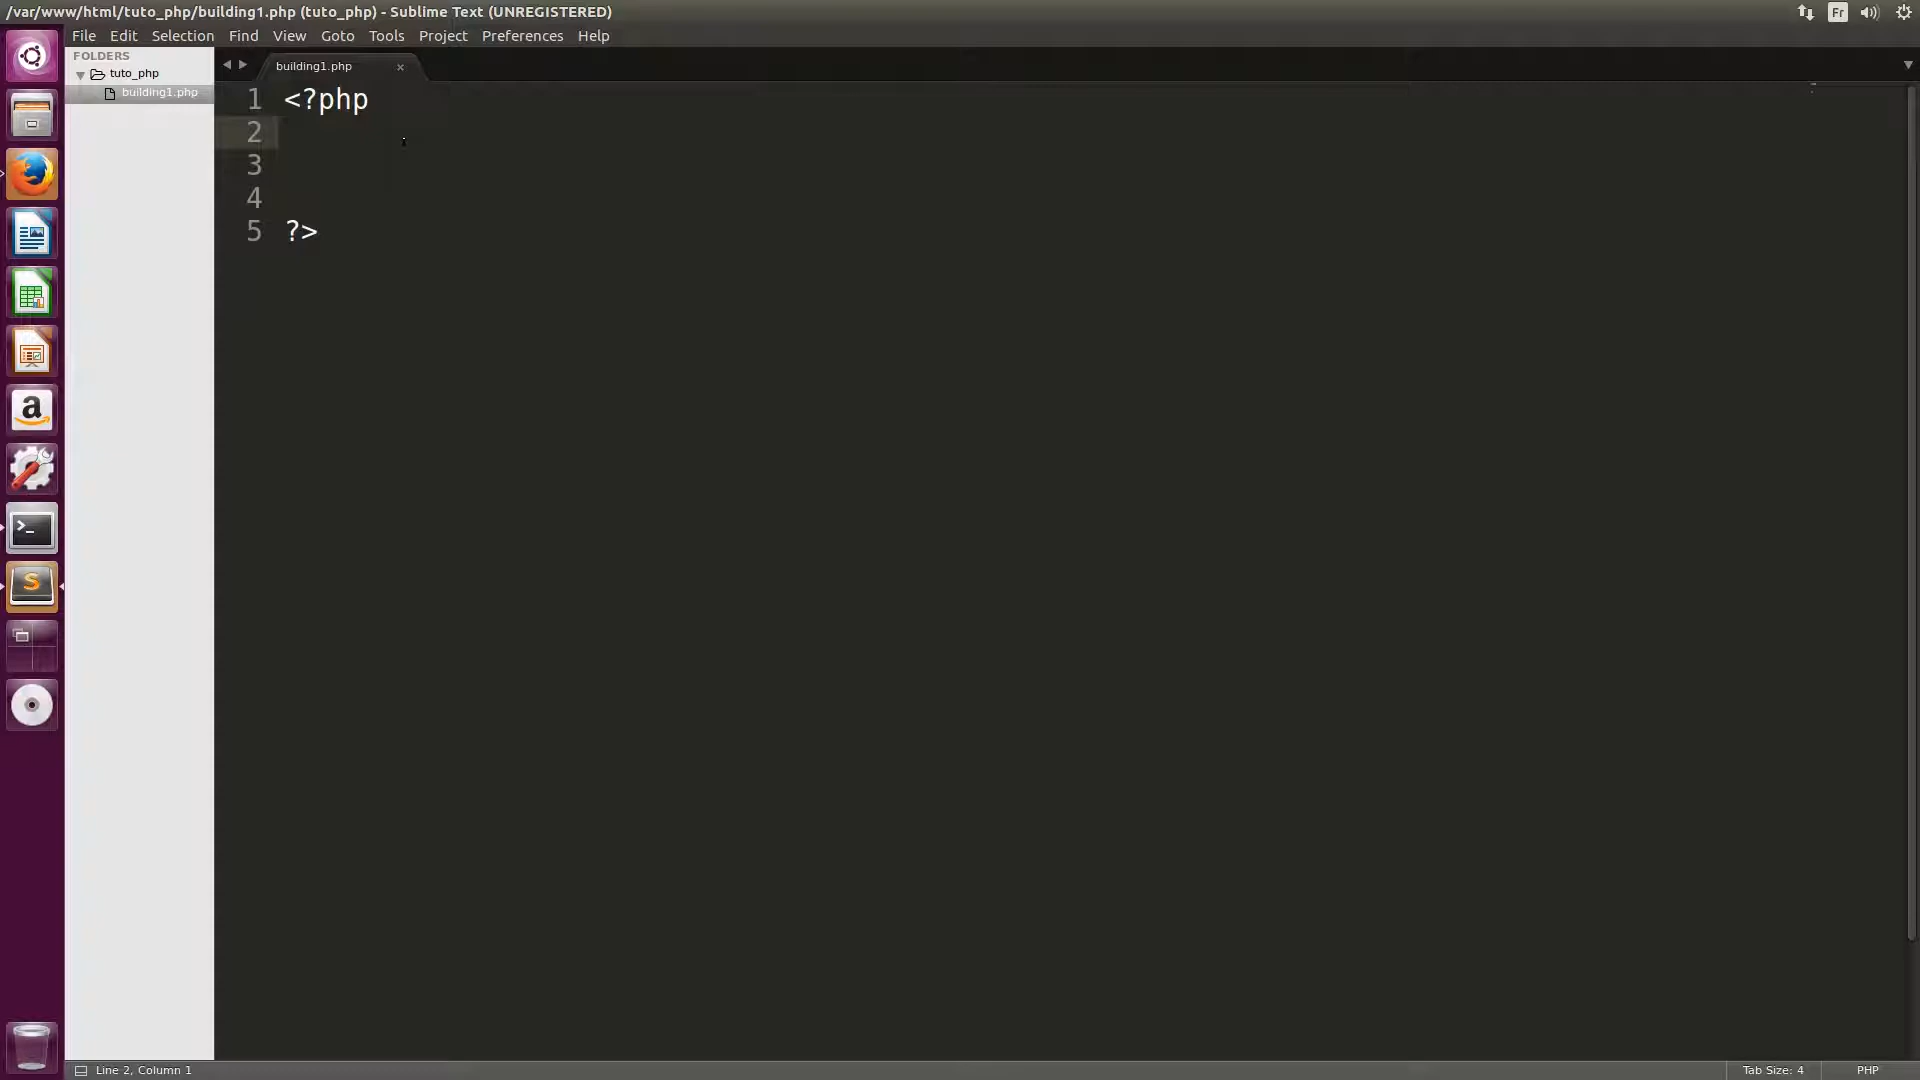 /var/www/html/tuto_php/building1.php (tuto_php) - Sublime Text (UNREGISTERED)
Fr
File Edit Selection Find View Goto Tools Project Preferences Help
FOLDERS
tuto_php
building1.php
building1.php ×
1 <?php
2
3
4
5 ?>
a
>_
S
Line 2, Column 1
Tab Size: 4
PHP